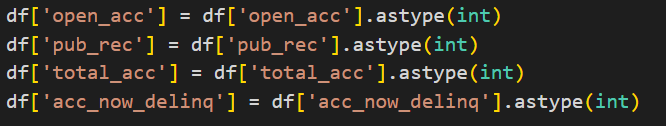 df['open_acc'] = df['open_acc'].astype(int)
df['pub_rec'] = df['pub_rec'].astype(int)
df['total_acc'] = df['total_acc'].astype(int)
df['acc_now_delinq'] = df['acc_now_delinq'].astype(int)